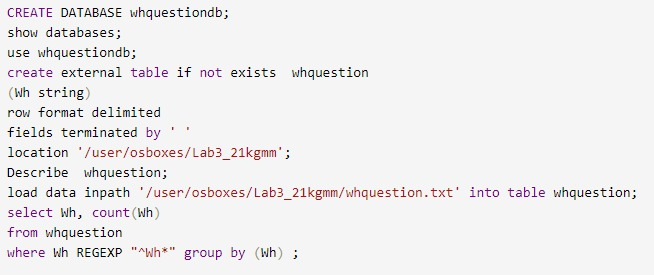 CREATE DATABASE whquestiondb;
show databases;
use whquestiondb;
create external table if not exists  whquestion
(Wh string)
row format delimited
fields terminated by ' '
location '/user/osboxes/Lab3_21kgmm';
Describe  whquestion;
load data inpath '/user/osboxes/Lab3_21kgmm/whquestion.txt' into table whquestion;
select Wh, count(Wh)
from whquestion
where Wh REGEXP "^Wh*" group by (Wh) ;